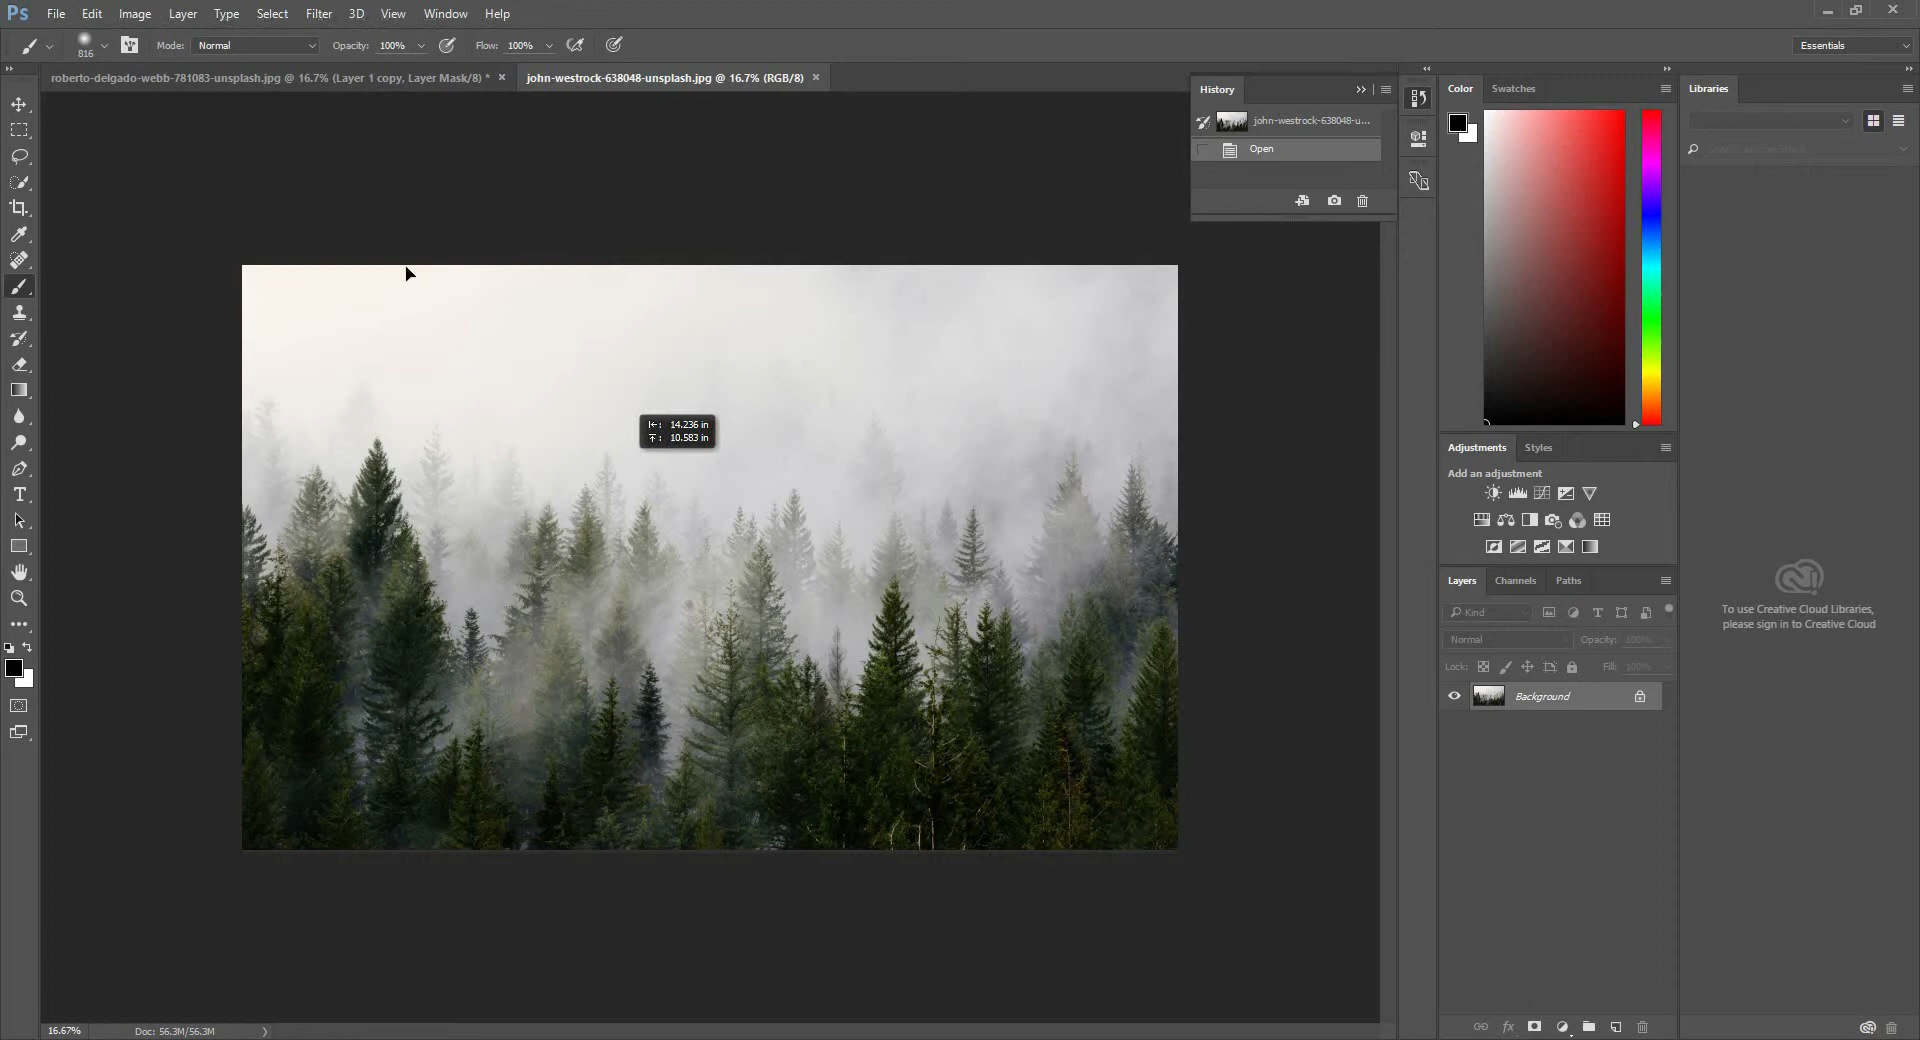 Ps File Edit Image Layer Type Select Filter 3D View Window Help
816 Mode: Normal Opacity: 100% Flow: 100% Essentials
roberto-delgado-webb-781083-unsplash.jpg @ 16.7% (Layer 1 copy, Layer Mask/8) * × john-westrock-638048-unsplash.jpg @ 16.7% (RGB/8) ×
History
john-westrock-638048-u...
Open
Color Swatches
Libraries
14.236 in
10.583 in
Adjustments Styles
Add an adjustment
Layers Channels Paths
Kind
Normal Opacity: 100%
Lock: Fill: 100%
Background
To use Creative Cloud Libraries,
please sign in to Creative Cloud
16.67% Doc: 56.3M/56.3M